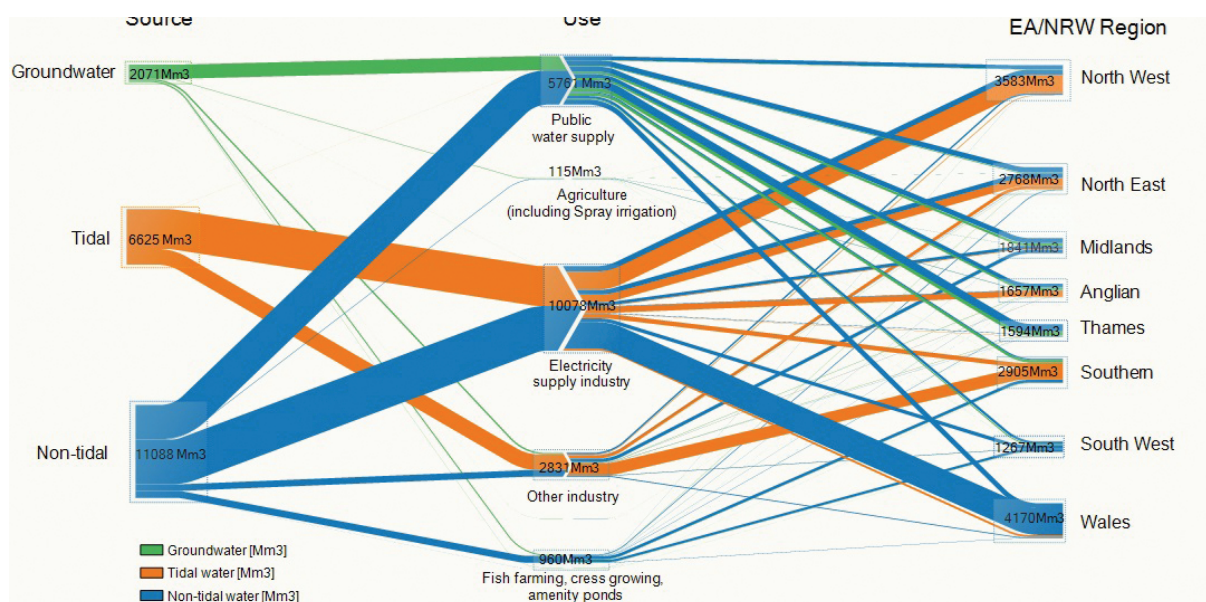 Source
Use
EA/NRW Region
Groundwater
2071Mm3
5761 Mm3
Public
water supply
3583Mm3
North West
115Mm3
Agriculture
(including Spray irrigation)
2768Mm3
North East
Tidal
6625 Mm3
1841Mm3
Midlands
10078Mm3
1657Mm3
Anglian
1594Mm3
Thames
Electricity
supply industry
2905Mm3
Southern
Non-tidal
11088 Mm3
2831Mm3
Other industry
1267Mm3
South West
4170Mm3
Wales
960Mm3
Fish farming, cress growing,
amenity ponds
Groundwater [Mm3]
Tidal water [Mm3]
Non-tidal water [Mm3]